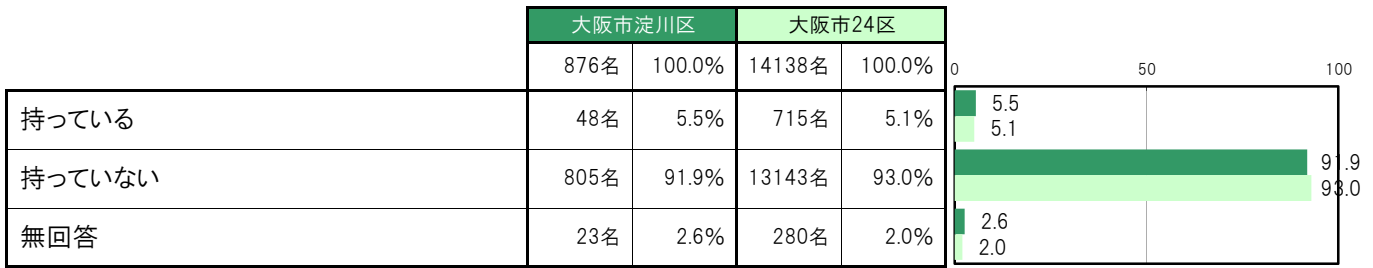 大阪市淀川区 大阪市24区
876名 100.0% 14138名 100.0%
0 50 100
持っている 48名 5.5% 715名 5.1%
5.5
5.1
持っていない 805名 91.9% 13143名 93.0%
91.9
93.0
無回答 23名 2.6% 280名 2.0%
2.6
2.0